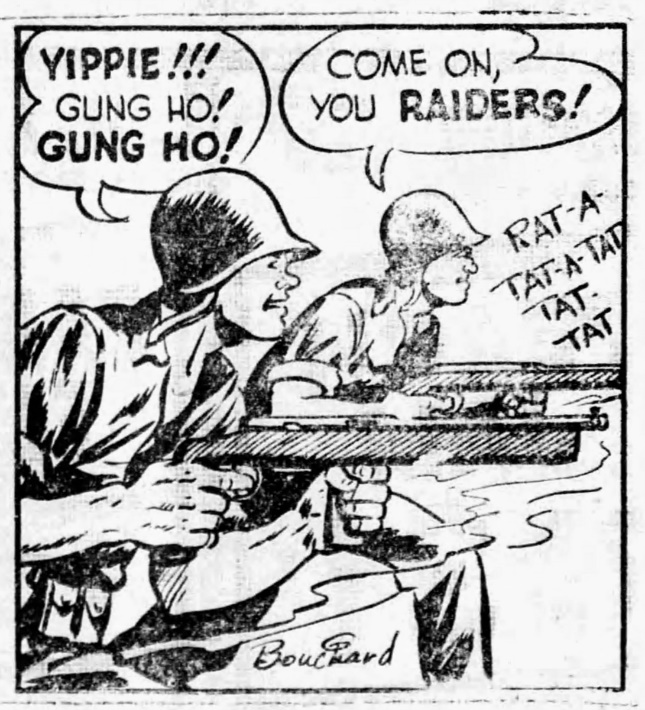 YIPPIE!!!
GUNG HO!
GUNG HO!
COME ON,
YOU RAIDERS!
RAT-A-
TAT-A-TAT
TAT-
TAT
Bouchard